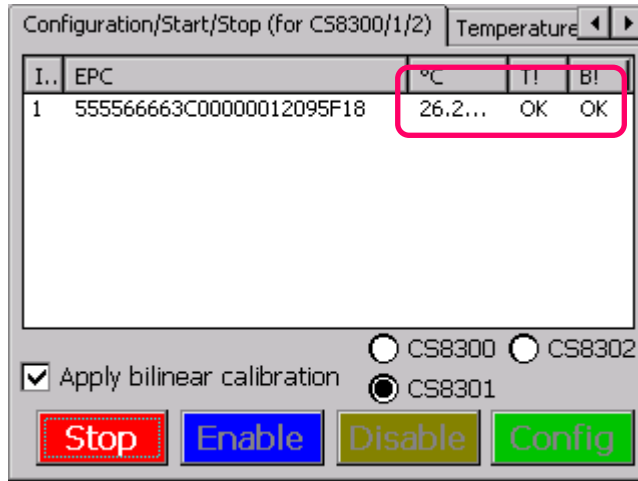 Configuration/Start/Stop (for CS8300/1/2) Temperature
I.. EPC °C T! B!
1 555566663C00000012095F18 26.2... OK OK
CS8300 CS8302
Apply bilinear calibration CS8301
Stop Enable Disable Config